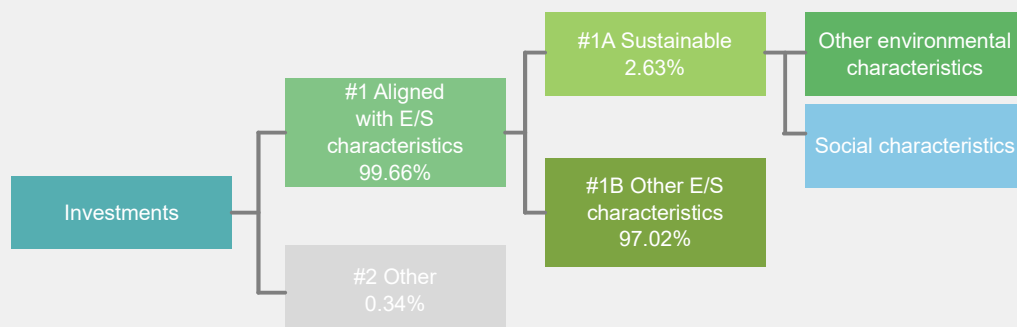 Investments
#1 Aligned
with E/S
characteristics
99.66%
#2 Other
0.34%
#1A Sustainable
2.63%
#1B Other E/S
characteristics
97.02%
Other environmental
characteristics
Social characteristics